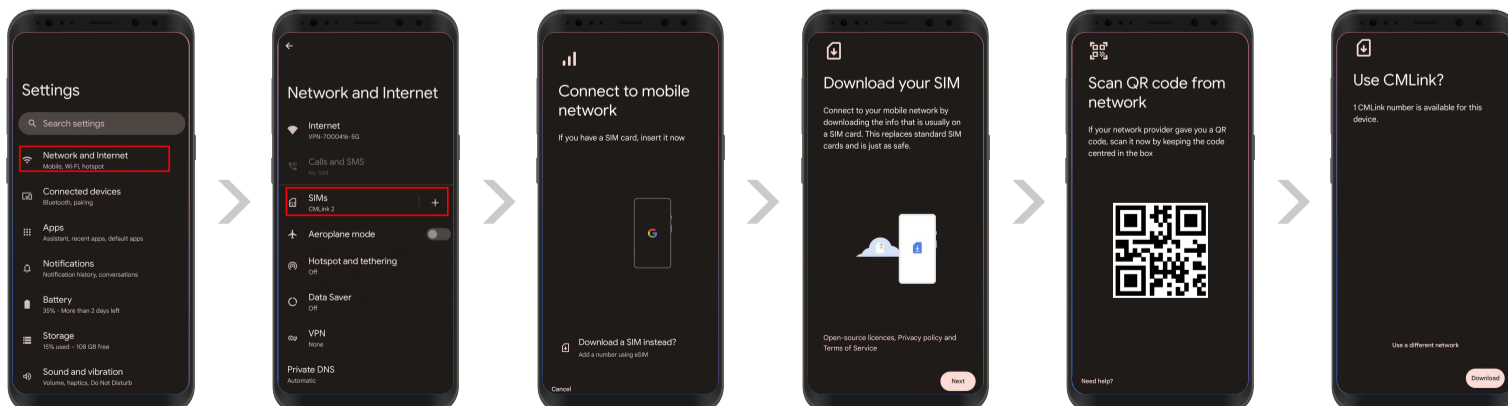 Settings
Search settings
Network and Internet
Mobile, Wi-Fi, hotspot
Connected devices
Bluetooth, pairing
Apps
Assistant, recent apps, default apps
Notifications
Notification history, conversations
Battery
35% - More than 2 days left
Storage
15% used – 108 GB free
Sound and vibration
Volume, haptics, Do Not Disturb
Network and Internet
Internet
VPN-7000416-5G
Calls and SMS
No SIM
SIMs
CMLink 2
Aeroplane mode
Hotspot and tethering
Off
Data Saver
Off
VPN
None
Private DNS
Automatic
Connect to mobile
network
If you have a SIM card, insert it now
G
Download a SIM instead?
Add a number using eSIM
Cancel
Download your SIM
Connect to your mobile network by
downloading the info that is usually on
a SIM card. This replaces standard SIM
cards and is just as safe.
Open-source licences, Privacy policy and
Terms of Service
Next
Scan QR code from
network
If your network provider gave you a QR
code, scan it now by keeping the code
centred in the box
Need help?
Use CMLink?
1 CMLink number is available for this
device.
Use a different network
Download